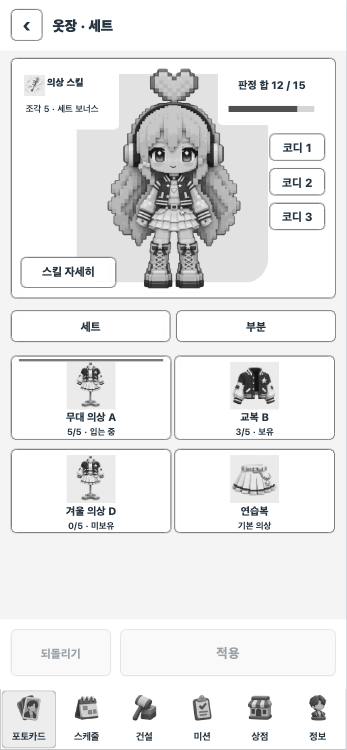 옷장 · 세트
의상 스킬
조각 5 · 세트 보너스
판정 합 12 / 15
코디 1
코디 2
코디 3
스킬 자세히
세트
부분
무대 의상 A
5/5 · 입는 중
교복 B
3/5 · 보유
겨울 의상 D
0/5 · 미보유
연습복
기본 의상
되돌리기
적용
포토카드
스케줄
건설
미션
상점
정보